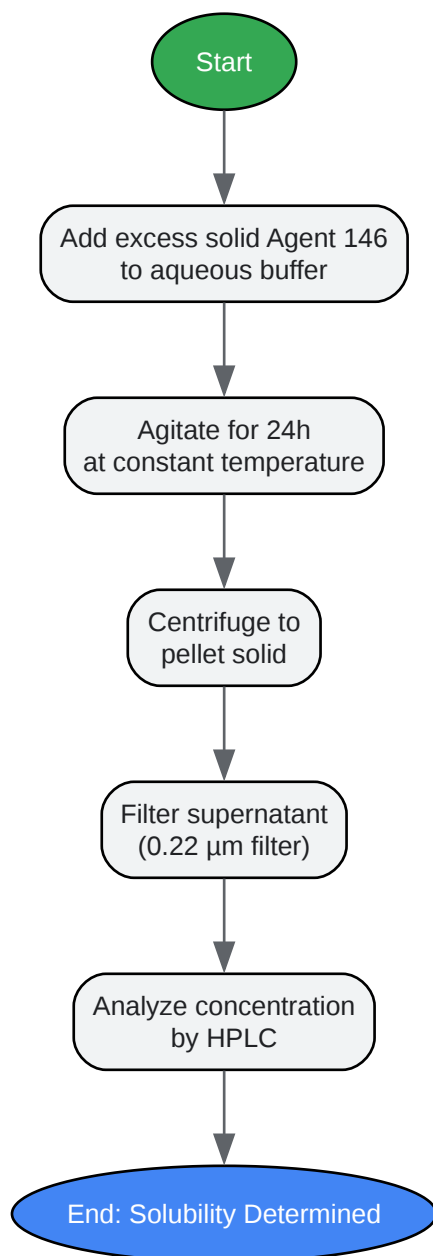 Start
Add excess solid Agent 146
to aqueous buffer
Agitate for 24h
at constant temperature
Centrifuge to
pellet solid
Filter supernatant
(0.22 µm filter)
Analyze concentration
by HPLC
End: Solubility Determined